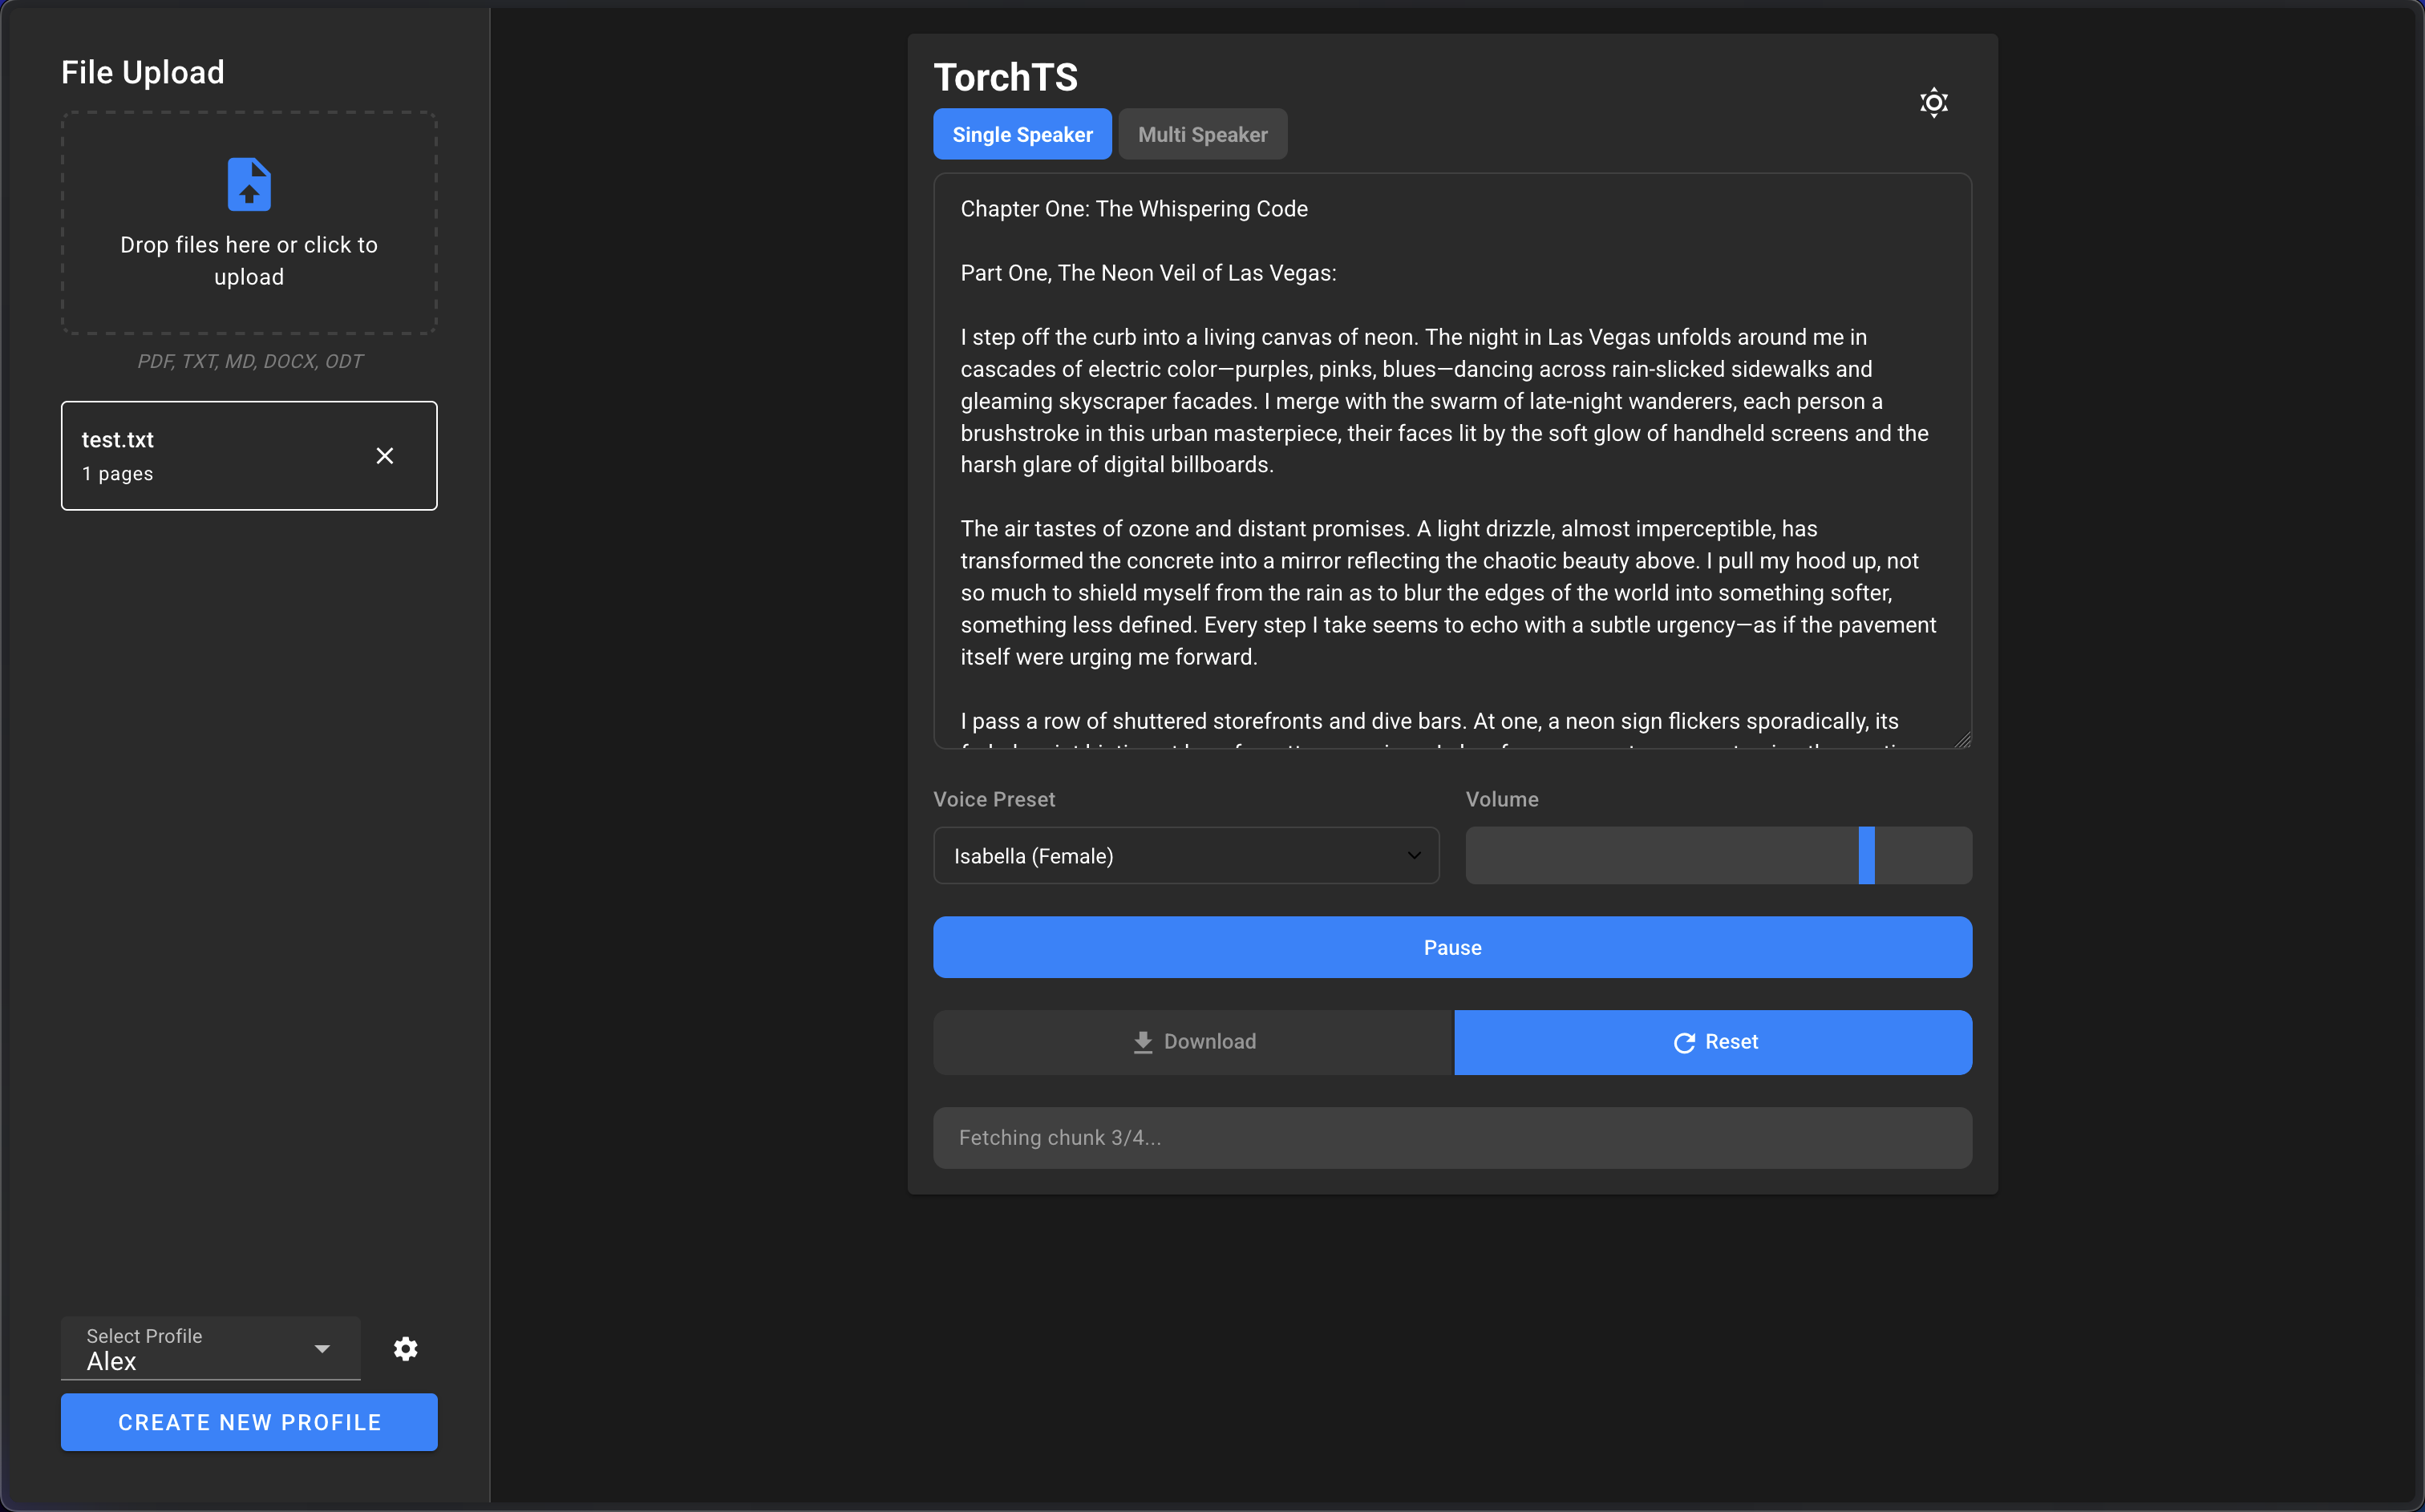 File Upload
Drop files here or click to
upload
PDF, TXT, MD, DOCX, ODT
test.txt
1 pages
Select Profile
Alex
CREATE NEW PROFILE
TorchTS
Single Speaker
Multi Speaker
Chapter One: The Whispering Code
Part One, The Neon Veil of Las Vegas:
I step off the curb into a living canvas of neon. The night in Las Vegas unfolds around me in
cascades of electric color—purples, pinks, blues—dancing across rain-slicked sidewalks and
gleaming skyscraper facades. I merge with the swarm of late-night wanderers, each person a
brushstroke in this urban masterpiece, their faces lit by the soft glow of handheld screens and the
harsh glare of digital billboards.
The air tastes of ozone and distant promises. A light drizzle, almost imperceptible, has
transformed the concrete into a mirror reflecting the chaotic beauty above. I pull my hood up, not
so much to shield myself from the rain as to blur the edges of the world into something softer,
something less defined. Every step I take seems to echo with a subtle urgency—as if the pavement
itself were urging me forward.
I pass a row of shuttered storefronts and dive bars. At one, a neon sign flickers sporadically, its
Voice Preset
Volume
Isabella (Female)
Pause
Download
Reset
Fetching chunk 3/4...